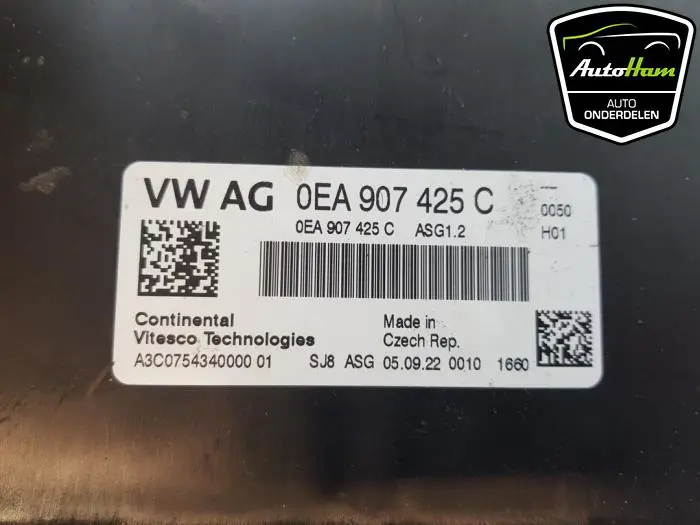 AutoHam
AUTO
ONDERDELEN
VW AG 0EA 907 425 C
0050
0EA 907 425 C ASG1.2 H01
Continental
Vitesco Technologies
Made in
Czech Rep.
A3C0754340000 01 SJ8 ASG 05.09.22 0010 1660